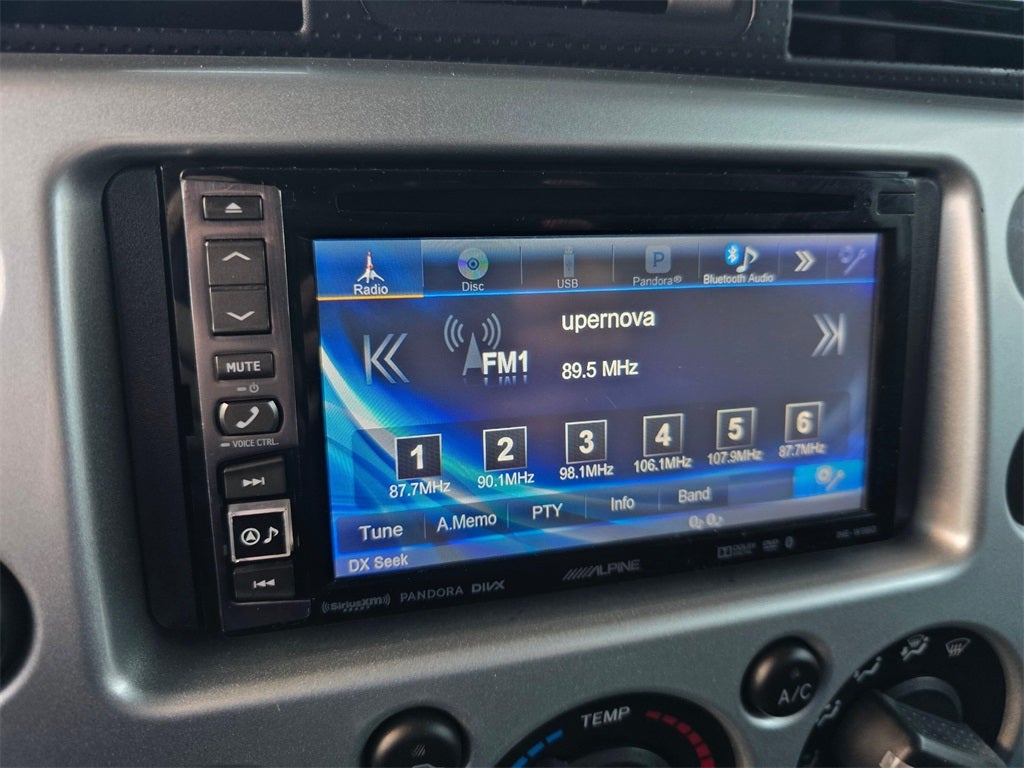 Radio
Disc
USB
Pandora®
Bluetooth Audio
MUTE
VOICE CTRL.
FM1
upernova
89.5 MHz
1
2
3
4
5
6
87.7MHz
90.1MHz
98.1MHz
106.1MHz
107.9MHz
87.7MHz
Tune
A.Memo
PTY
Info
Band
DX Seek
((SiriusXM))
PANDORA
DIVX
ALPINE
DOLBY
TEMP
A/C